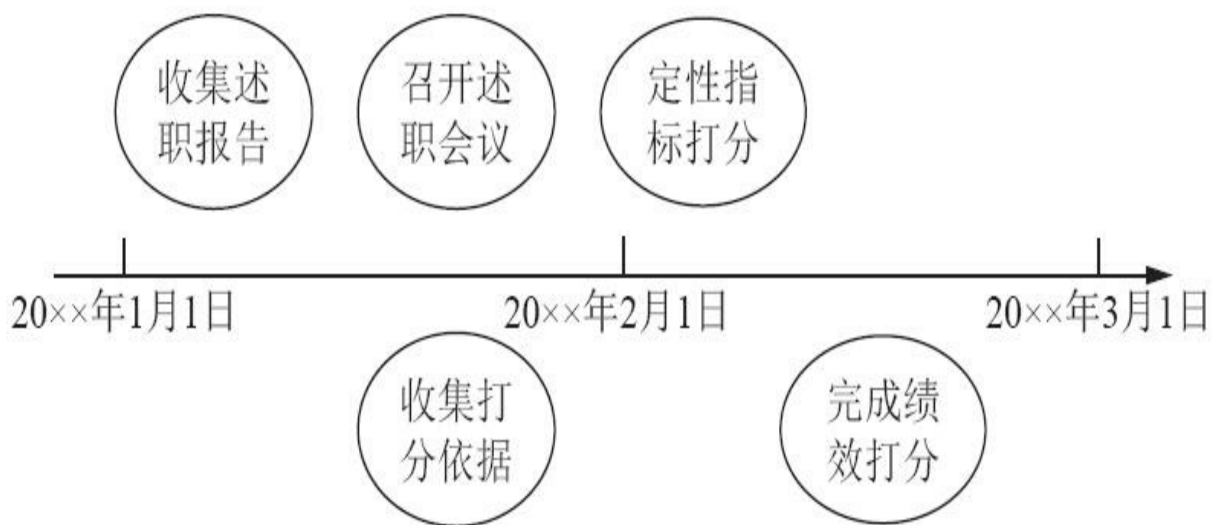 收集述
职报告
召开述
职会议
定性指
标打分
20××年1月1日
20××年2月1日
20××年3月1日
收集打
分依据
完成绩
效打分